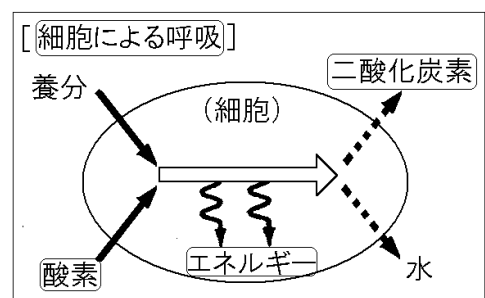 [細胞による呼吸]
養分
二酸化炭素
(細胞)
酸素
エネルギー
水